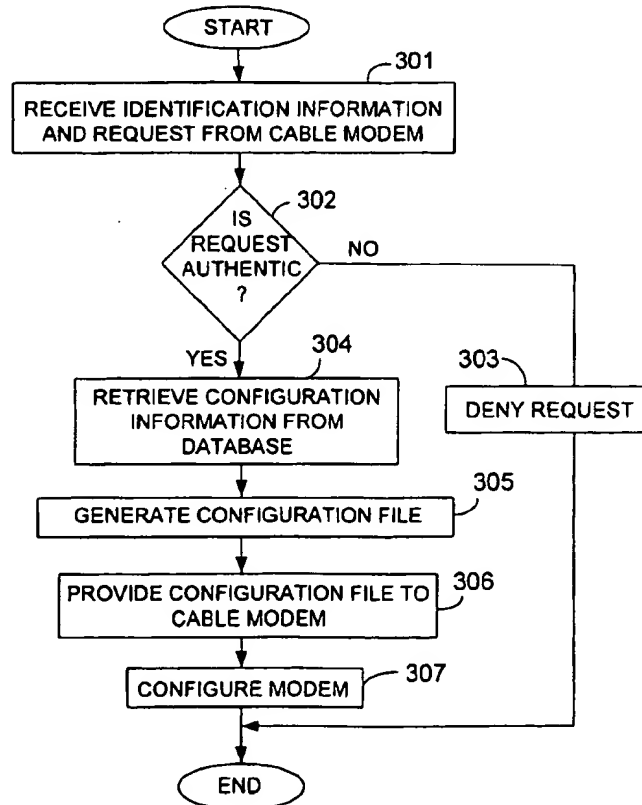 START
301
RECEIVE IDENTIFICATION INFORMATION
AND REQUEST FROM CABLE MODEM
302
IS
REQUEST
AUTHENTIC
?
NO
YES
304
303
RETRIEVE CONFIGURATION
INFORMATION FROM
DATABASE
DENY REQUEST
305
GENERATE CONFIGURATION FILE
PROVIDE CONFIGURATION FILE TO
CABLE MODEM
306
307
CONFIGURE MODEM
END